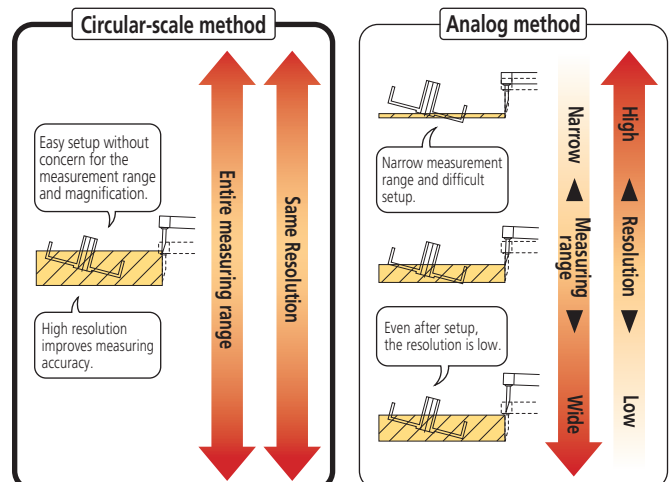 Circular-scale method
Easy setup without
concern for the
measurement range
and magnification.
High resolution
improves measuring
accuracy.
Entire measuring range
Same Resolution
Analog method
Narrow measurement
range and difficult
setup.
Even after setup,
the resolution is low.
Narrow
Measuring
range
Wide
High
Resolution
Low